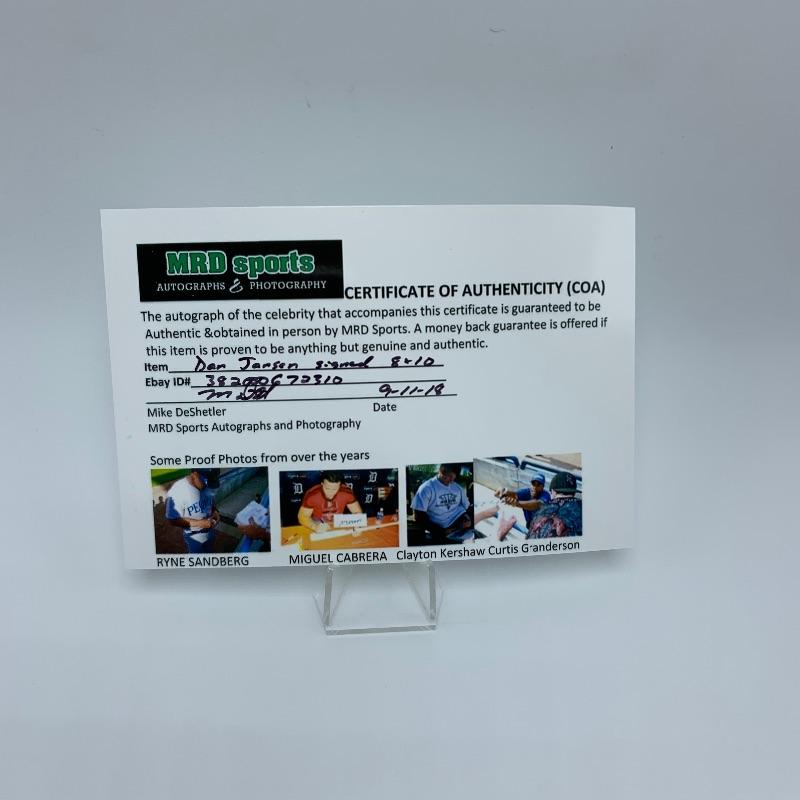 MRD sports
AUTOGRAPHS & PHOTOGRAPHY
CERTIFICATE OF AUTHENTICITY (COA)
The autograph of the celebrity that accompanies this certificate is guaranteed to be
Authentic &obtained in person by MRD Sports. A money back guarantee is offered if
this item is proven to be anything but genuine and authentic.
Item Dan Jansen signed 8x10
Ebay ID#
9-11-18
Mike DeShetler Date
MRD Sports Autographs and Photography
Some Proof Photos from over the years
RYNE SANDBERG MIGUEL CABRERA Clayton Kershaw Curtis Granderson